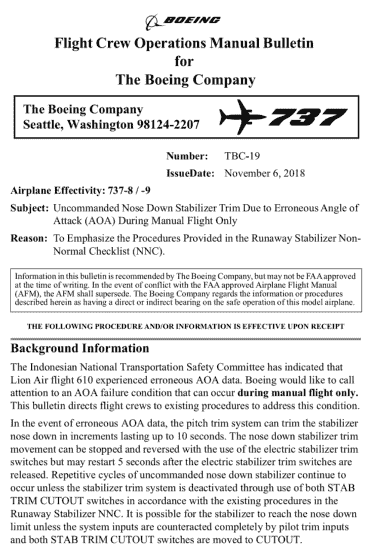 BOEING
Flight Crew Operations Manual Bulletin
for
The Boeing Company
The Boeing Company
Seattle, Washington 98124-2207
737
Number: TBC-19
IssueDate: November 6, 2018
Airplane Effectivity: 737-8 / -9
Subject: Uncommanded Nose Down Stabilizer Trim Due to Erroneous Angle of
Attack (AOA) During Manual Flight Only
Reason: To Emphasize the Procedures Provided in the Runaway Stabilizer Non-
Normal Checklist (NNC).
Information in this bulletin is recommended by The Boeing Company, but may not be FAA approved
at the time of writing. In the event of conflict with the FAA approved Airplane Flight Manual
(AFM), the AFM shall supersede. The Boeing Company regards the information or procedures
described herein as having a direct or indirect bearing on the safe operation of this model airplane.
THE FOLLOWING PROCEDURE AND/OR INFORMATION IS EFFECTIVE UPON RECEIPT
Background Information
The Indonesian National Transportation Safety Committee has indicated that
Lion Air flight 610 experienced erroneous AOA data. Boeing would like to call
attention to an AOA failure condition that can occur during manual flight only.
This bulletin directs flight crews to existing procedures to address this condition.
In the event of erroneous AOA data, the pitch trim system can trim the stabilizer
nose down in increments lasting up to 10 seconds. The nose down stabilizer trim
movement can be stopped and reversed with the use of the electric stabilizer trim
switches but may restart 5 seconds after the electric stabilizer trim switches are
released. Repetitive cycles of uncommanded nose down stabilizer continue to
occur unless the stabilizer trim system is deactivated through use of both STAB
TRIM CUTOUT switches in accordance with the existing procedures in the
Runaway Stabilizer NNC. It is possible for the stabilizer to reach the nose down
limit unless the system inputs are counteracted completely by pilot trim inputs
and both STAB TRIM CUTOUT switches are moved to CUTOUT.